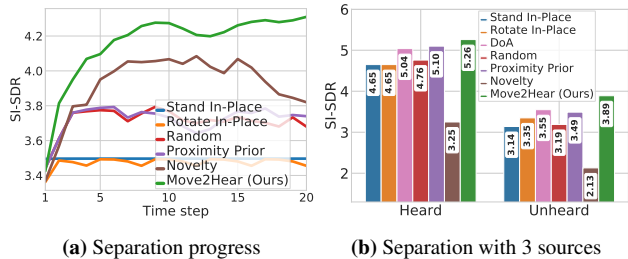 SI-SDR
4.2
4.0
3.8
3.6
3.4
1
5
10
15
20
Time step
Stand In-Place
Rotate In-Place
Random
Proximity Prior
Novelty
Move2Hear (Ours)
(a) Separation progress
SI-SDR
6
5
4
3
2
Stand In-Place
Rotate In-Place
DoA
Random
Proximity Prior
Novelty
Move2Hear (Ours)
4.65
4.65
5.04
4.76
5.10
3.25
5.26
3.14
3.35
3.55
3.19
3.49
2.13
3.89
Heard
Unheard
(b) Separation with 3 sources